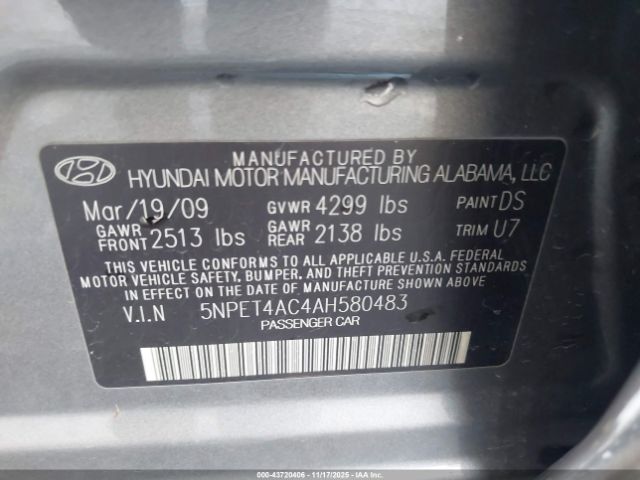 MANUFACTURED BY
HYUNDAI MOTOR MANUFACTURING ALABAMA, LLC
Mar/19/09 GVWR 4299 lbs PAINT DS
GAWR FRONT 2513 lbs GAWR REAR 2138 lbs TRIM U7
THIS VEHICLE CONFORMS TO ALL APPLICABLE U.S.A. FEDERAL
MOTOR VEHICLE SAFETY, BUMPER, AND THEFT PREVENTION STANDARDS
IN EFFECT ON THE DATE OF MANUFACTURE SHOWN ABOVE
V.I.N 5NPET4AC4AH580483
PASSENGER CAR
000-43720406 - 11/17/2025 - © IAA, Inc.